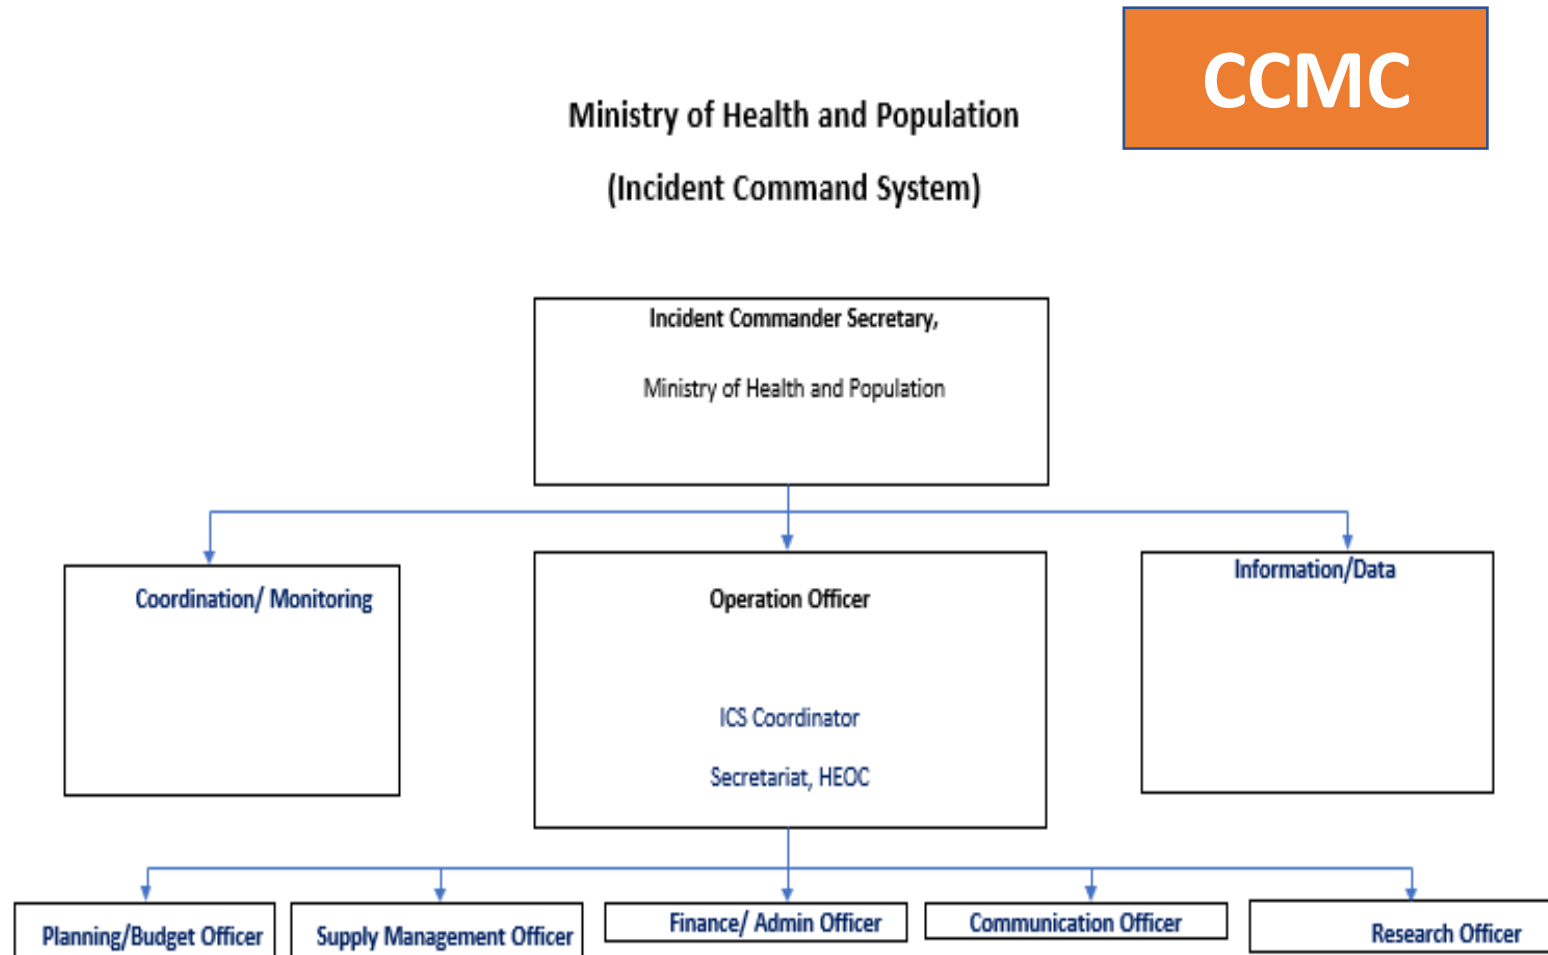 CCMC
Ministry of Health and Population
(Incident Command System)
Incident Commander Secretary,
Ministry of Health and Population
Coordination/ Monitoring
Operation Officer
ICS Coordinator
Secretariat, HEOC
Information/Data
Planning/Budget Officer
Supply Management Officer
Finance/ Admin Officer
Communication Officer
Research Officer